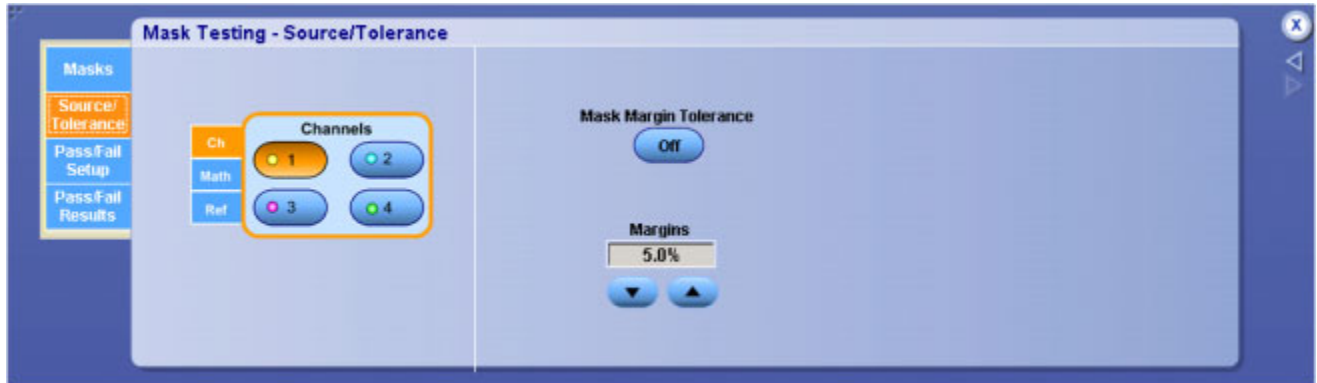 Mask Testing - Source/Tolerance
X
Masks
Source/
Tolerance
Pass/Fail
Setup
Pass/Fail
Results
Ch
Math
Ref
Channels
1
2
3
4
Mask Margin Tolerance
Off
Margins
5.0%